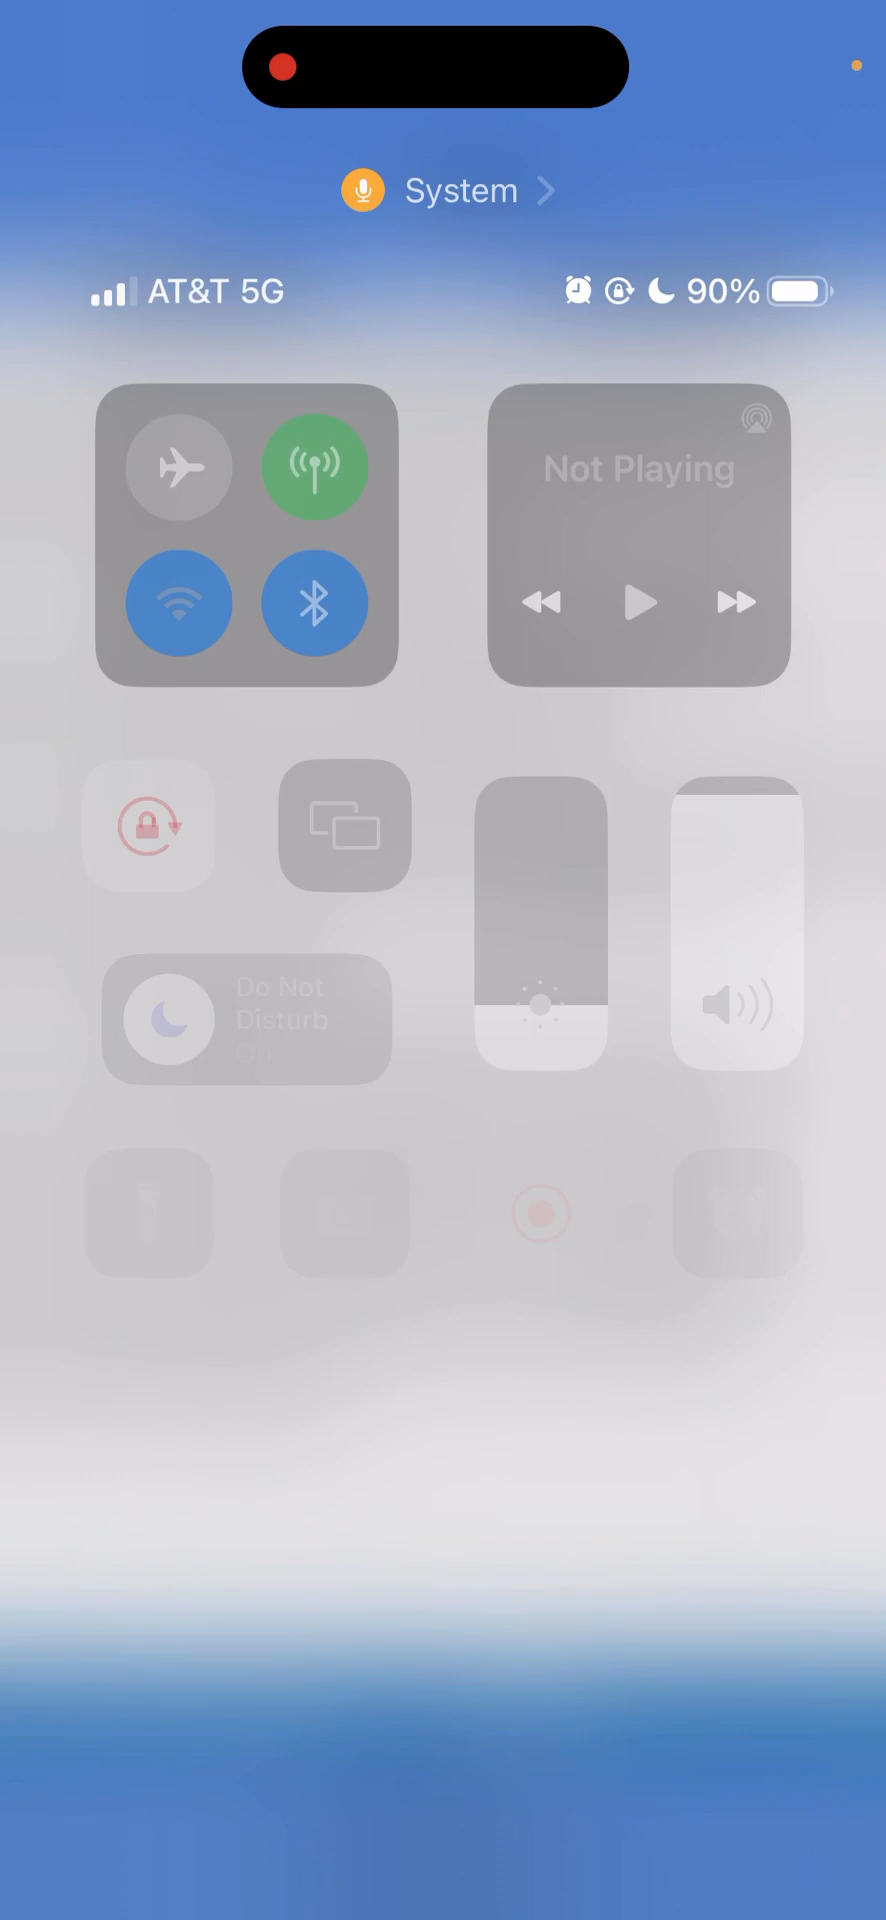 System
AT&T 5G
90%
Not Playing
Do Not
Disturb
On